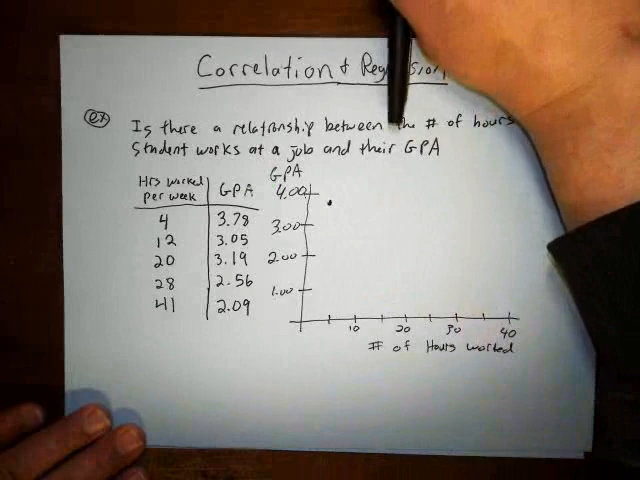 Correlation + Regression
ex Is there a relationship between the # of hours
student works at a job and their GPA
Hrs worked per week | GPA
4 | 3.78
12 | 3.05
20 | 3.19
28 | 2.56
41 | 2.09
GPA
4.00
3.00
2.00
1.00
10 20 30 40
# of Hours worked